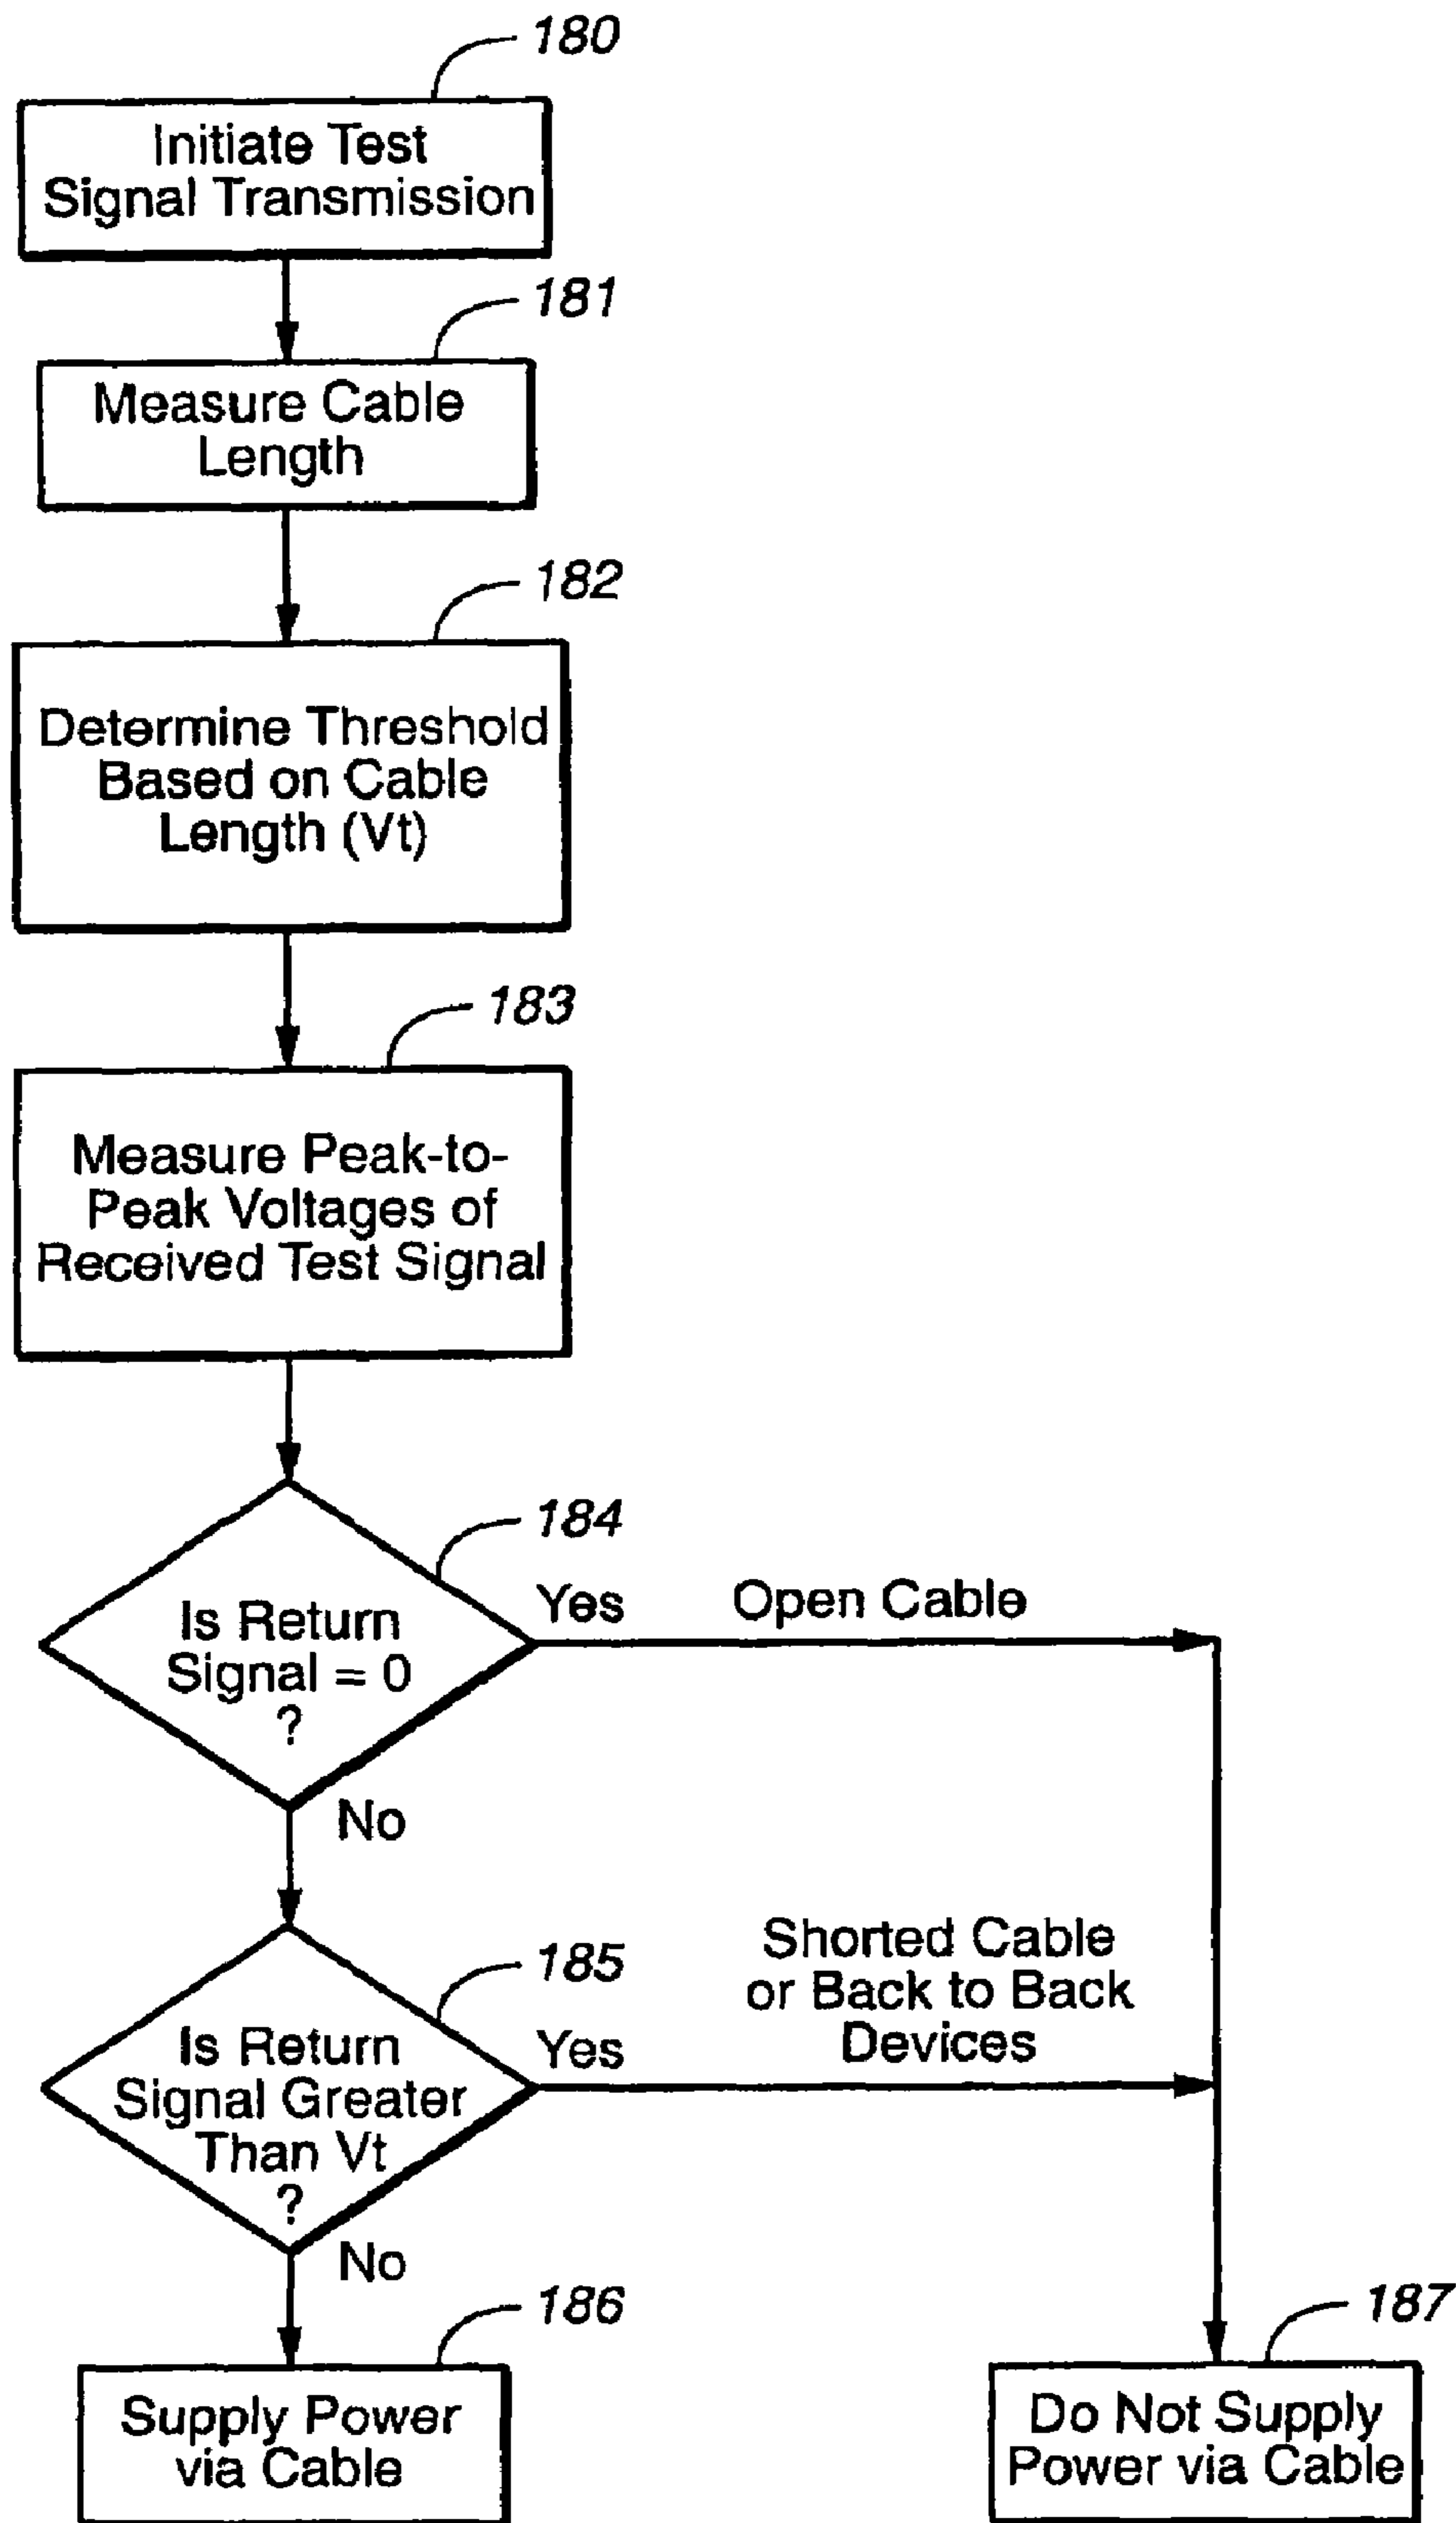 180
Initiate Test
Signal Transmission
181
Measure Cable
Length
182
Determine Threshold
Based on Cable
Length (Vt)
183
Measure Peak-to-
Peak Voltages of
Received Test Signal
184
Is Return
Signal = 0
?
Yes
Open Cable
No
185
Is Return
Signal Greater
Than Vt
?
Yes
Shorted Cable
or Back to Back
Devices
No
186
Supply Power
via Cable
187
Do Not Supply
Power via Cable